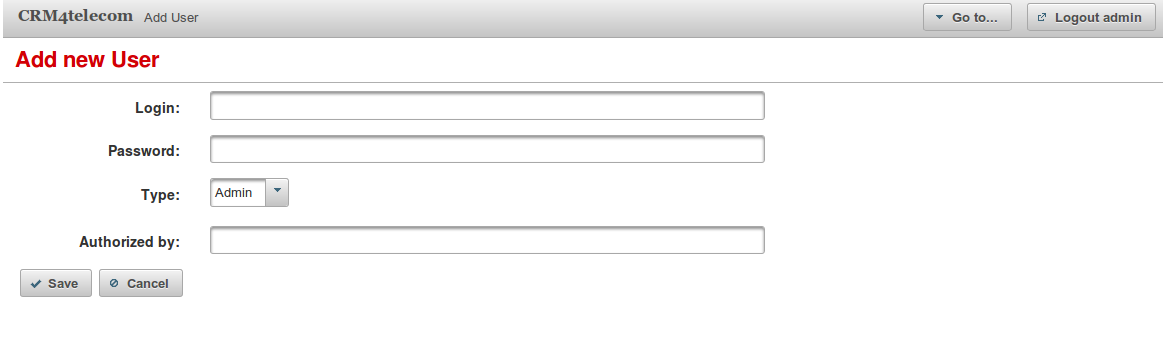 CRM4telecom Add User Go to... Logout admin
Add new User
Login:
Password:
Type: Admin
Authorized by:
Save Cancel